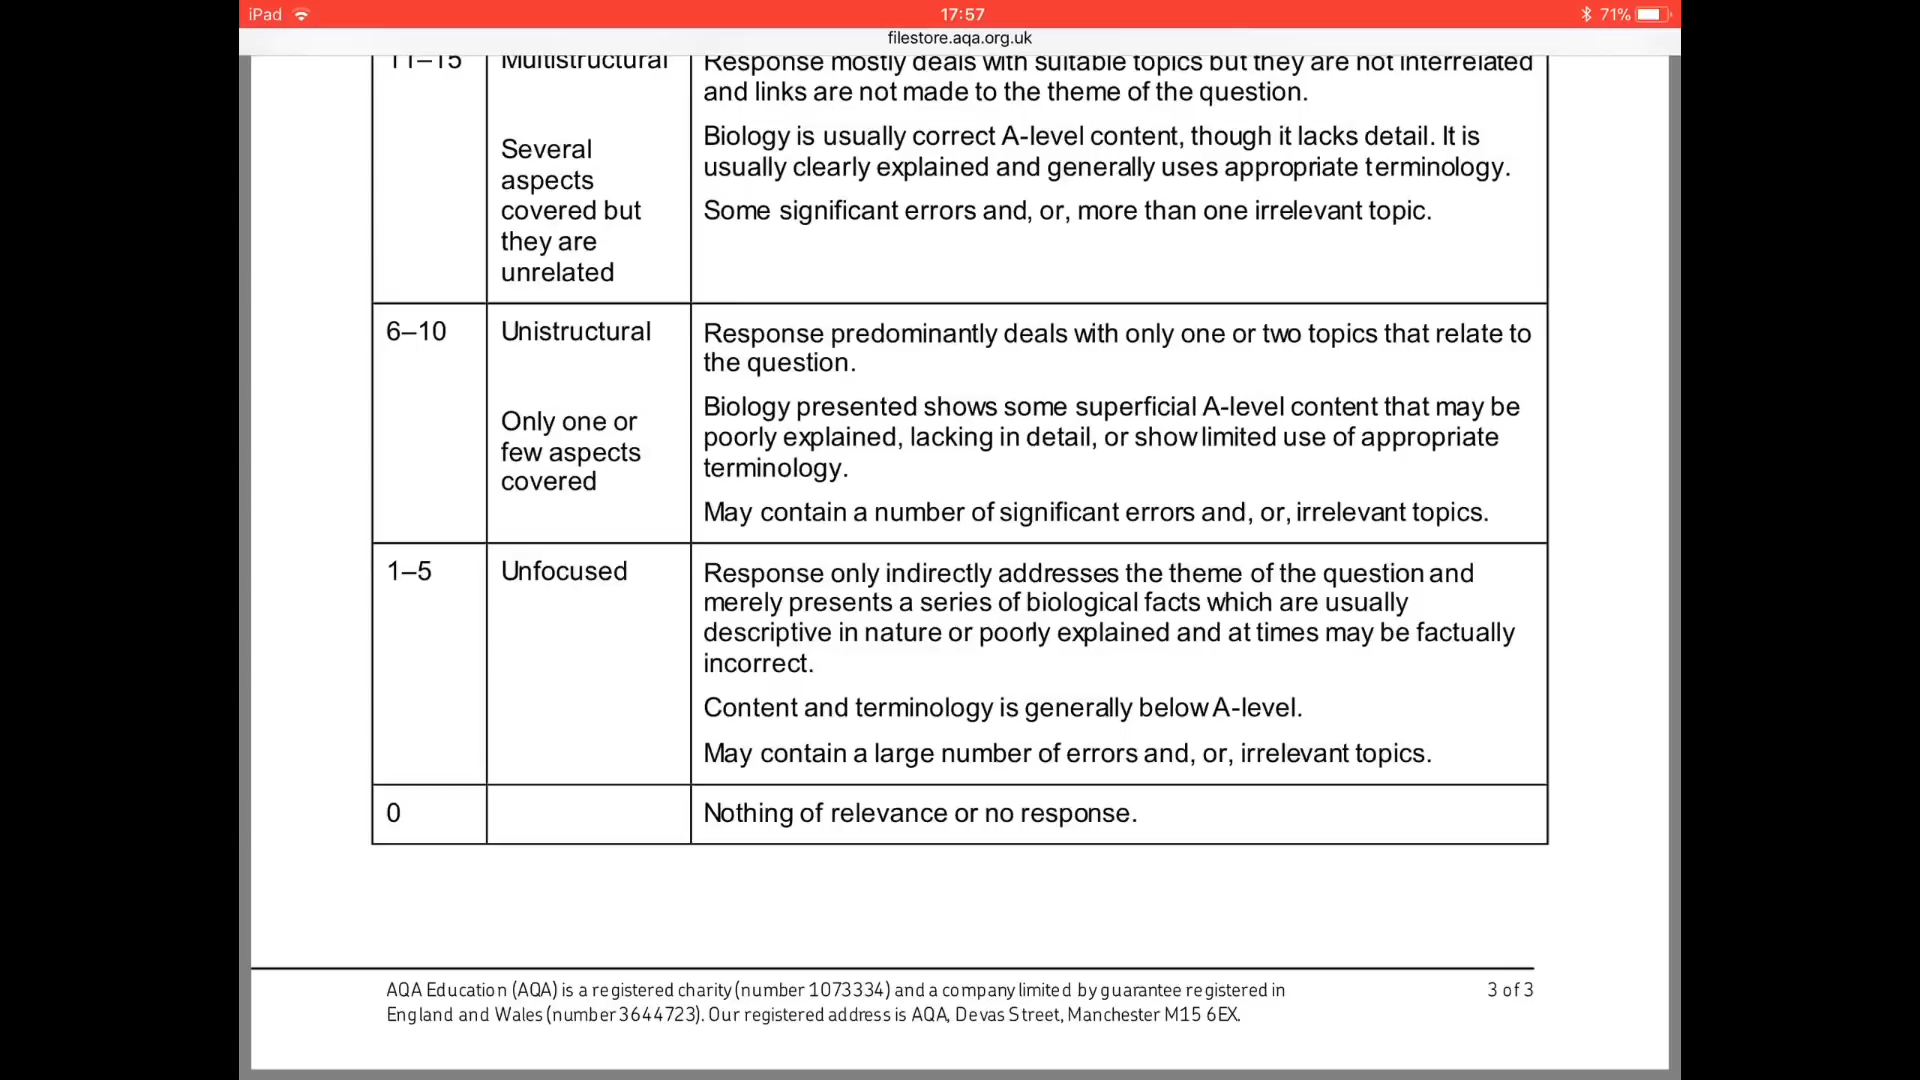 iPad
17:57
71%
filestore.aqa.org.uk
11–15 Multistructural Response mostly deals with suitable topics but they are not interrelated
and links are not made to the theme of the question.
Several
aspects
covered but
they are
unrelated
Biology is usually correct A-level content, though it lacks detail. It is
usually clearly explained and generally uses appropriate terminology.
Some significant errors and, or, more than one irrelevant topic.
6–10 Unistructural
Only one or
few aspects
covered
Response predominantly deals with only one or two topics that relate to
the question.
Biology presented shows some superficial A-level content that may be
poorly explained, lacking in detail, or show limited use of appropriate
terminology.
May contain a number of significant errors and, or, irrelevant topics.
1–5 Unfocused
Response only indirectly addresses the theme of the question and
merely presents a series of biological facts which are usually
descriptive in nature or poorly explained and at times may be factually
incorrect.
Content and terminology is generally below A-level.
May contain a large number of errors and, or, irrelevant topics.
0 Nothing of relevance or no response.
AQA Education (AQA) is a registered charity (number 1073334) and a company limited by guarantee registered in
England and Wales (number 3644723). Our registered address is AQA, Devas Street, Manchester M15 6EX.
3 of 3